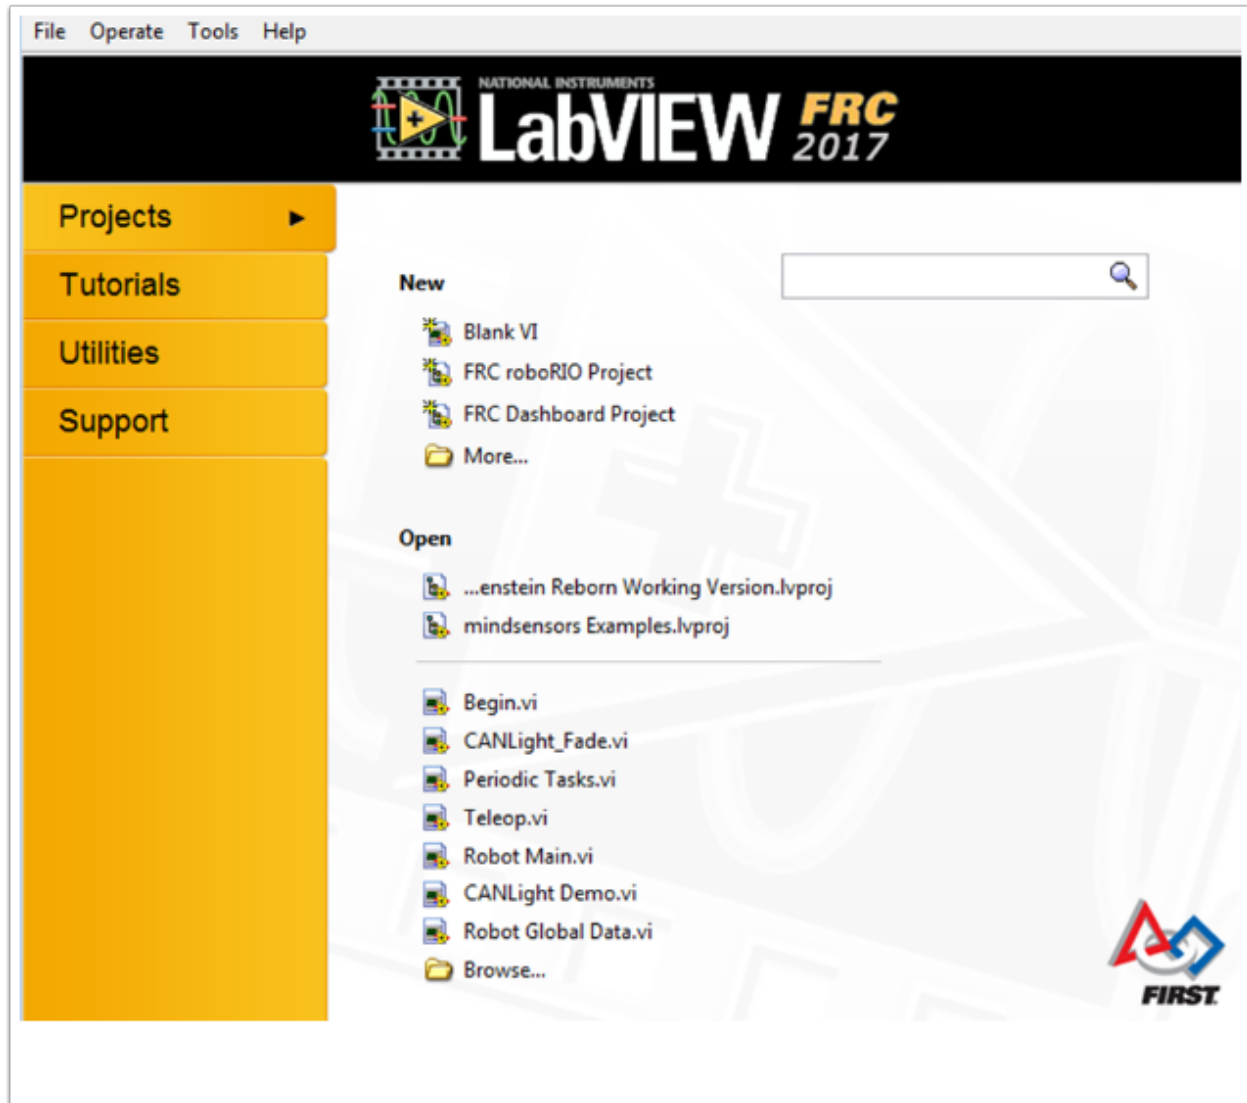 File Operate Tools Help
NATIONAL INSTRUMENTS
LabVIEW FRC 2017
Projects
Tutorials
Utilities
Support
New
Blank VI
FRC roboRIO Project
FRC Dashboard Project
More...
Open
...enstein Reborn Working Version.lvproj
mindsensors Examples.lvproj
Begin.vi
CANLight_Fade.vi
Periodic Tasks.vi
Teleop.vi
Robot Main.vi
CANLight Demo.vi
Robot Global Data.vi
Browse...
FIRST